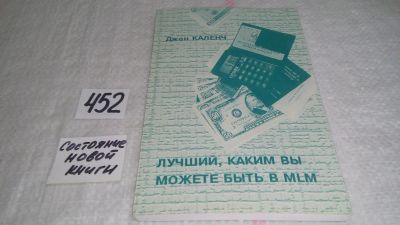 Джон КАЛЕНЧ
452
Состояние
новой
книги
ЛУЧШИЙ, КАКИМ ВЫ
МОЖЕТЕ БЫТЬ В MLM